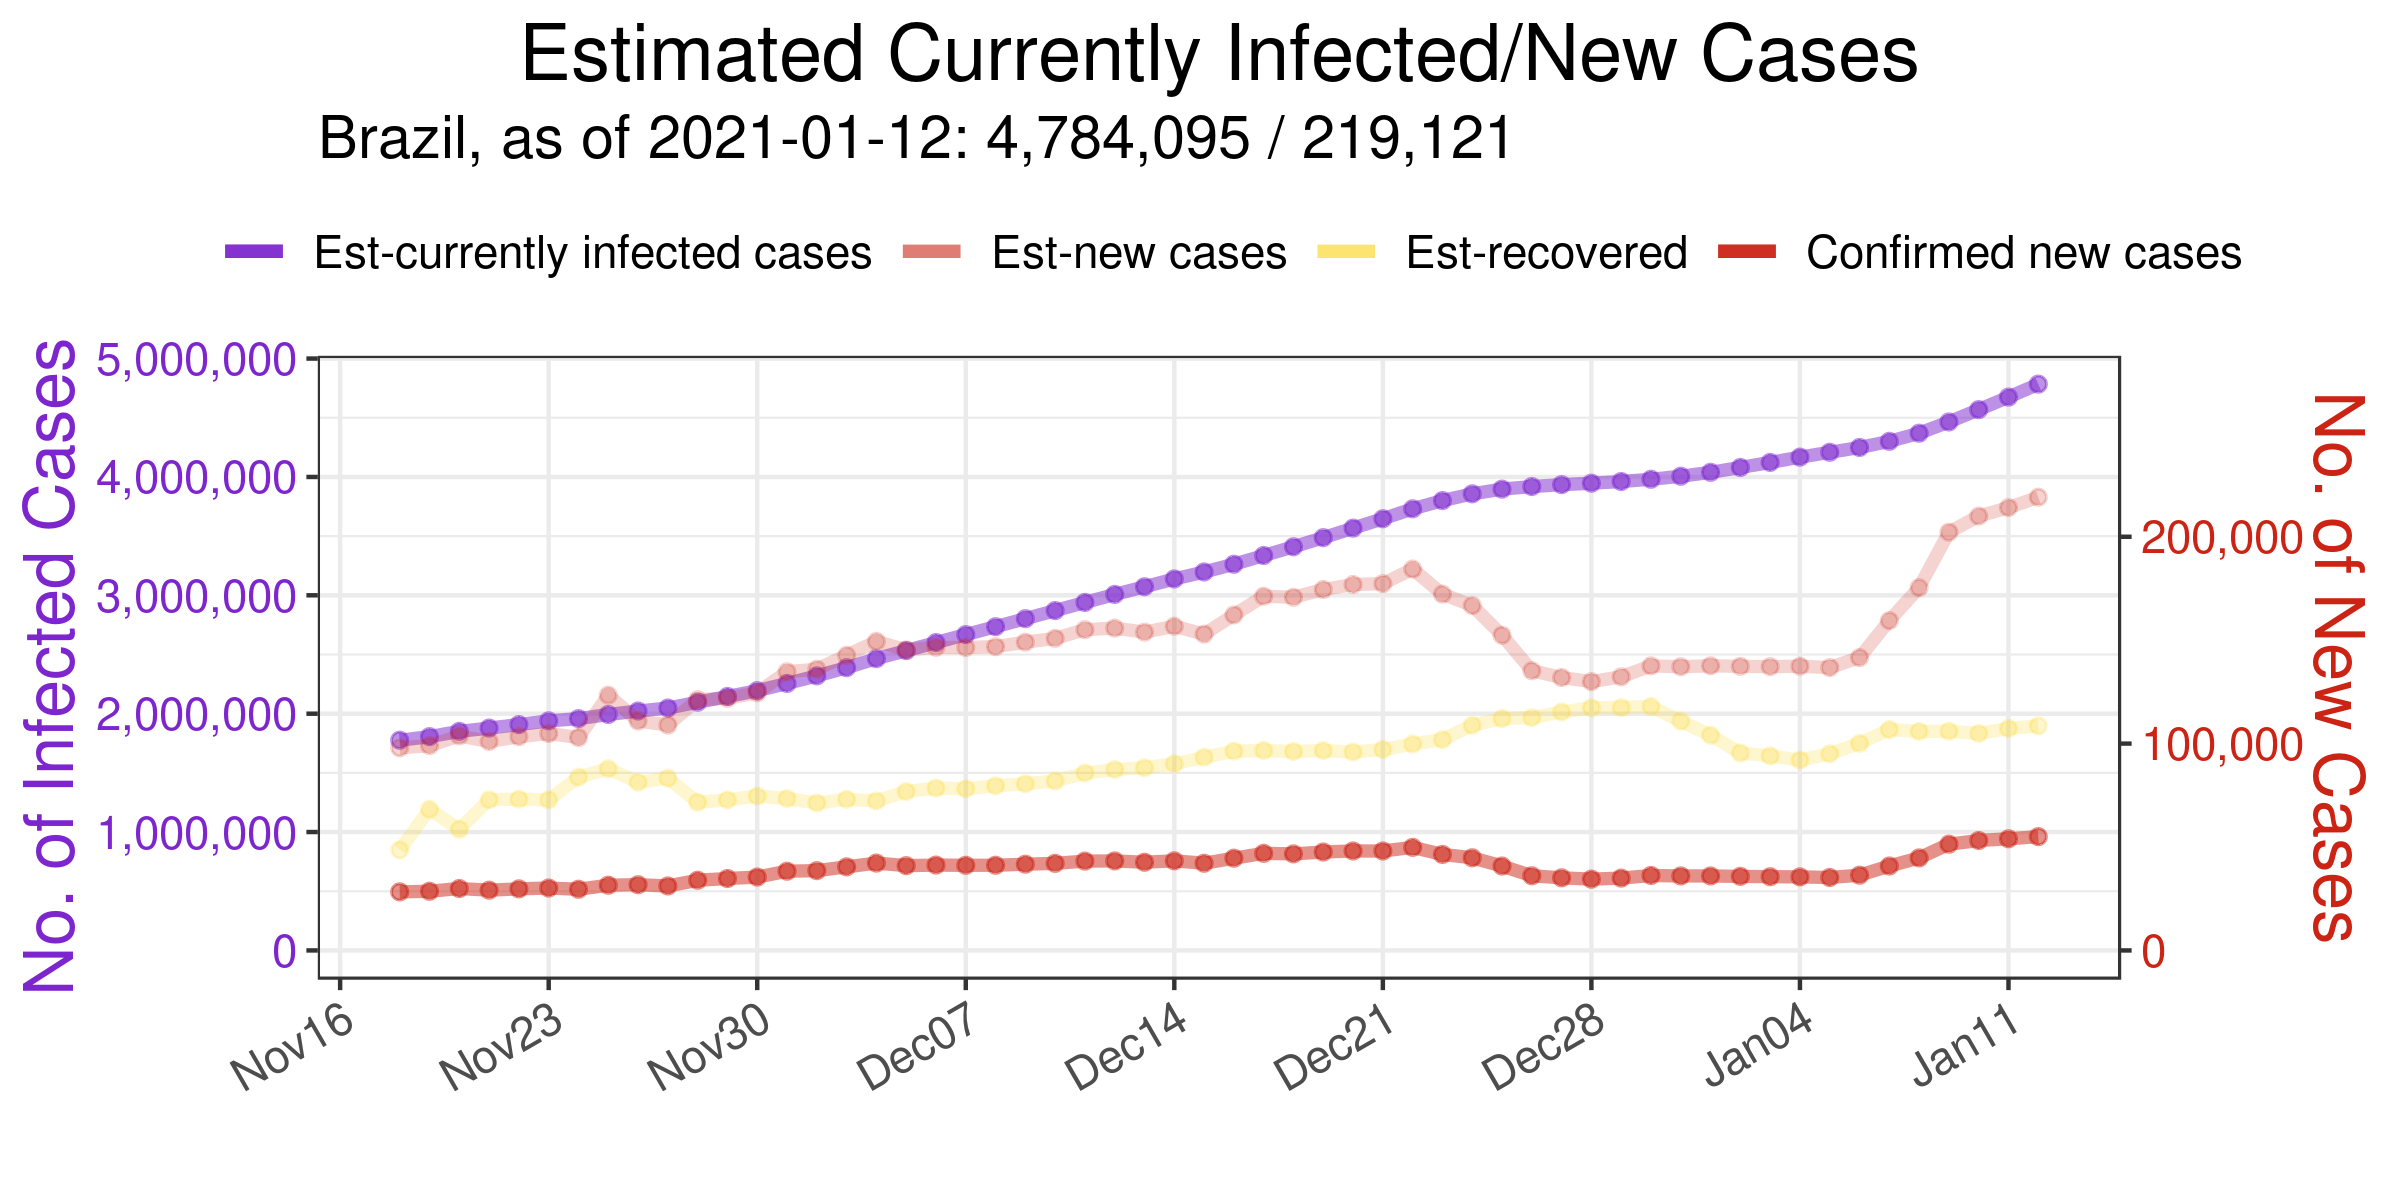 Estimated Currently Infected/New Cases
Brazil, as of 2021-01-12: 4,784,095 / 219,121
Est-currently infected cases Est-new cases Est-recovered Confirmed new cases
No. of Infected Cases
5,000,000
4,000,000
3,000,000
2,000,000
1,000,000
0
200,000
100,000
0
No. of New Cases
Nov16 Nov23 Nov30 Dec07 Dec14 Dec21 Dec28 Jan04 Jan11